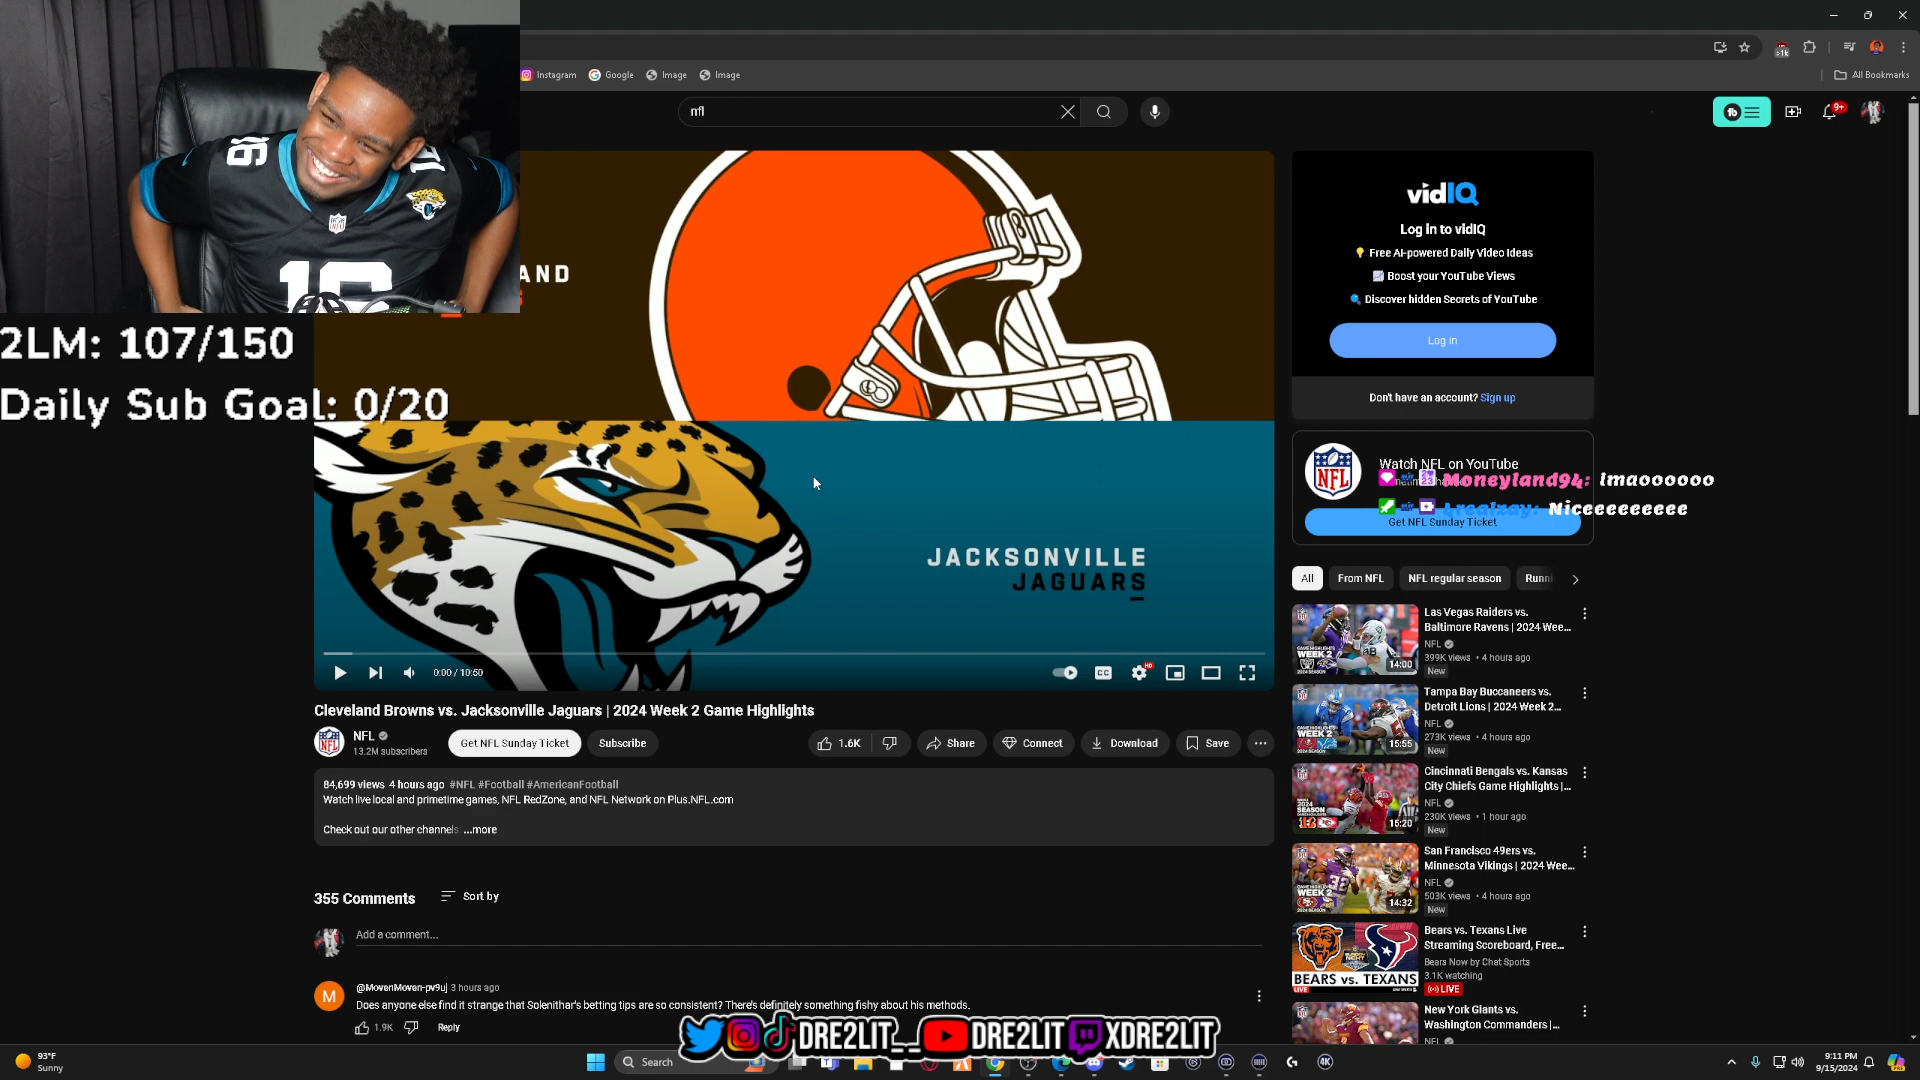 Instagram
Google
Image
Image
All Bookmarks
nfl
9+
16
NFL
2LM: 107/150
Daily Sub Goal: 0/20
AND
JACKSONVILLE
JAGUARS
0:00 / 10:50
CC
HD
Cleveland Browns vs. Jacksonville Jaguars | 2024 Week 2 Game Highlights
NFL
13.2M subscribers
Get NFL Sunday Ticket
Subscribe
1.6K
Share
Connect
Download
Save
84,699 views 4 hours ago #NFL #Football #AmericanFootball
Watch live local and primetime games, NFL RedZone, and NFL Network on Plus.NFL.com
Check out our other channels ...more
355 Comments
Sort by
Add a comment...
M
@MovenMoven-pv9uj 3 hours ago
Does anyone else find it strange that Solenithar's betting tips are so consistent? There's definitely something fishy about his methods.
1.9K
Reply
vidIQ
Log in to vidIQ
Free AI-powered Daily Video Ideas
Boost your YouTube Views
Discover hidden Secrets of YouTube
Log in
Don't have an account? Sign up
NFL
Watch NFL on YouTube
Moneyland94: lmaoooooo
4realzay: Niceeeeeeeee
Get NFL Sunday Ticket
All
From NFL
NFL regular season
Runni
Las Vegas Raiders vs.
Baltimore Ravens | 2024 Wee...
NFL
399K views • 4 hours ago
New
14:00
Tampa Bay Buccaneers vs.
Detroit Lions | 2024 Week 2...
NFL
273K views • 4 hours ago
New
15:55
Cincinnati Bengals vs. Kansas
City Chiefs Game Highlights |...
NFL
230K views • 1 hour ago
New
15:20
San Francisco 49ers vs.
Minnesota Vikings | 2024 Wee...
NFL
503K views • 4 hours ago
New
14:32
Bears vs. Texans Live
Streaming Scoreboard, Free...
Bears Now by Chat Sports
3.1K watching
LIVE
BEARS vs. TEXANS
New York Giants vs.
Washington Commanders |...
NFL
DRE2LIT__ DRE2LIT XDRE2LIT
93°F
Sunny
Search
4K
9:11 PM
9/15/2024